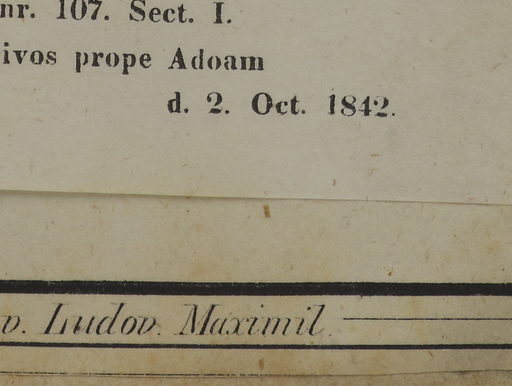 nr. 107. Sect. I.
ivos prope Adoam
d. 2. Oct. 1842.
v. Ludov. Maximil.